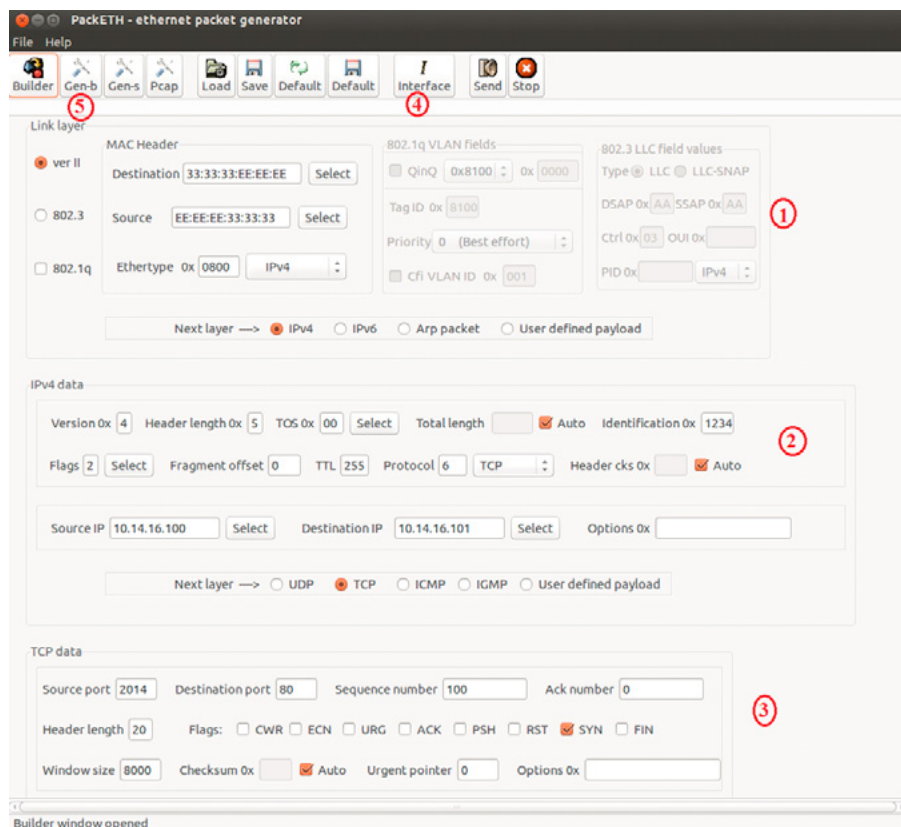 PackETH - ethernet packet generator
File Help
Builder Gen-b Gen-s Pcap Load Save Default Default Interface Send Stop
5 4
Link layer
ver II
802.3
802.1q
MAC Header
Destination 33:33:33:EE:EE:EE Select
Source EE:EE:EE:33:33:33 Select
Ethertype 0x 0800 IPv4
802.1q VLAN fields
QinQ 0x8100 0x 0000
Tag ID 0x 8100
Priority 0 (Best effort)
Cfi VLAN ID 0x 001
802.3 LLC field values
Type LLC LLC-SNAP
DSAP 0x AA SSAP 0x AA
Ctrl 0x 03 OUI 0x
PID 0x IPv4
1
Next layer —> IPv4 IPv6 Arp packet User defined payload
IPv4 data
Version 0x 4 Header length 0x 5 TOS 0x 00 Select Total length Auto Identification 0x 1234
2
Flags 2 Select Fragment offset 0 TTL 255 Protocol 6 TCP Header cks 0x Auto
Source IP 10.14.16.100 Select Destination IP 10.14.16.101 Select Options 0x
Next layer —> UDP TCP ICMP IGMP User defined payload
TCP data
Source port 2014 Destination port 80 Sequence number 100 Ack number 0
3
Header length 20 Flags: CWR ECN URG ACK PSH RST SYN FIN
Window size 8000 Checksum 0x Auto Urgent pointer 0 Options 0x
Builder window opened